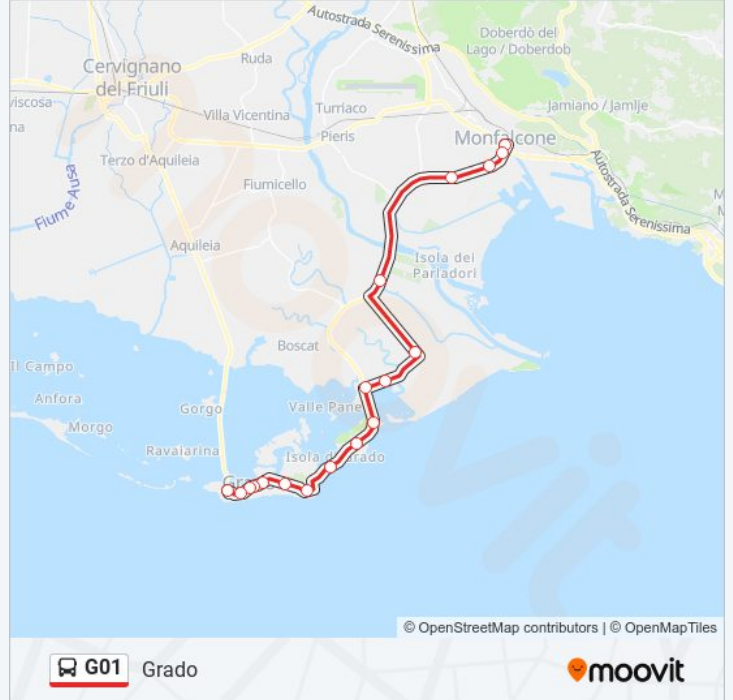 Autostrada Serenissima
Doberdò del
Lago / Doberdob
Cervignano
del Friuli
Ruda
viscosa
na
Villa Vicentina
Turriaco
Jamiano / Jamlje
Pieris
Monfalcone
Terzo d'Aquileia
Fiumicello
Autostrada Serenissima
Fiume Ausa
M
M
Aquileia
Isola dei
Parladori
Boscat
Il Campo
Anfora
Morgo
Gorgo
Valle Pane
Ravalarina
Isola d
rado
Gra
© OpenStreetMap contributors | © OpenMapTiles
G01 Grado
moovit